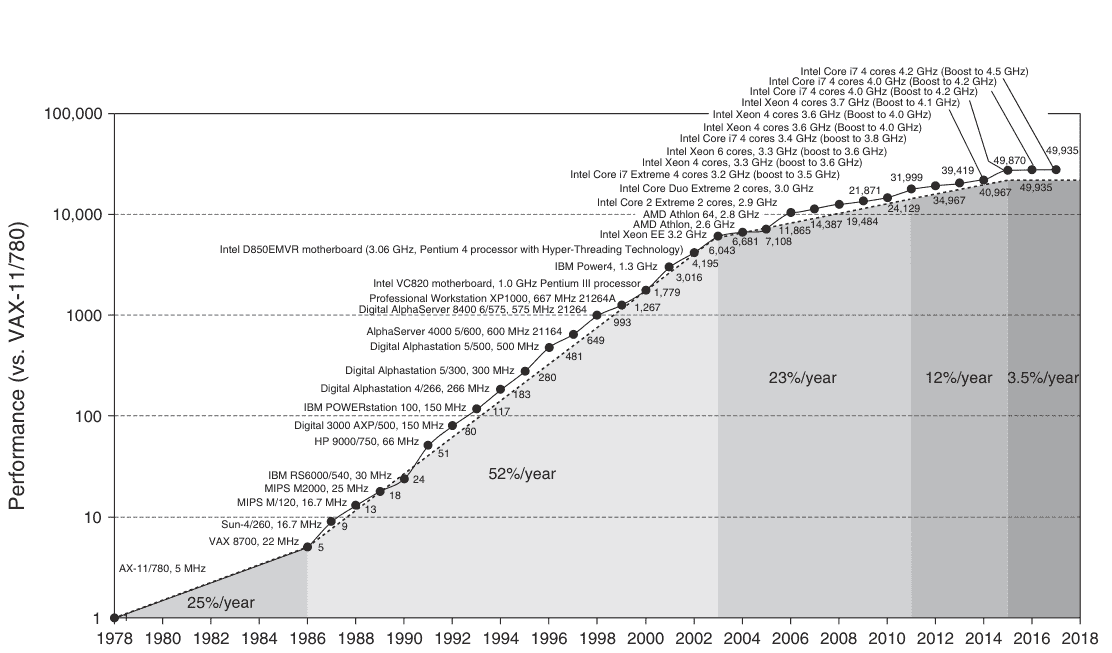 Intel Core i7 4 cores 4.2 GHz (Boost to 4.5 GHz)
Intel Core i7 4 cores 4.0 GHz (Boost to 4.2 GHz)
Intel Core i7 4 cores 4.0 GHz (Boost to 4.2 GHz)
Intel Xeon 4 cores 3.7 GHz (Boost to 4.1 GHz)
Intel Xeon 4 cores 3.6 GHz (Boost to 4.0 GHz)
Intel Xeon 4 cores 3.6 GHz (Boost to 4.0 GHz)
Intel Core i7 4 cores 3.4 GHz (boost to 3.8 GHz)
Intel Xeon 6 cores, 3.3 GHz (boost to 3.6 GHz)
Intel Xeon 4 cores, 3.3 GHz (boost to 3.6 GHz)
Intel Core i7 Extreme 4 cores 3.2 GHz (boost to 3.5 GHz)
Intel Core Duo Extreme 2 cores, 3.0 GHz
Intel Core 2 Extreme 2 cores, 2.9 GHz
AMD Athlon 64, 2.8 GHz
AMD Athlon, 2.6 GHz
Intel Xeon EE 3.2 GHz
Intel D850EMVR motherboard (3.06 GHz, Pentium 4 processor with Hyper-Threading Technology)
IBM Power4, 1.3 GHz
Intel VC820 motherboard, 1.0 GHz Pentium III processor
Professional Workstation XP1000, 667 MHz 21264A
Digital AlphaServer 8400 6/575, 575 MHz 21264
AlphaServer 4000 5/600, 600 MHz 21164
Digital Alphastation 5/500, 500 MHz
Digital Alphastation 5/300, 300 MHz
Digital Alphastation 4/266, 266 MHz
IBM POWERstation 100, 150 MHz
Digital 3000 AXP/500, 150 MHz
HP 9000/750, 66 MHz
IBM RS6000/540, 30 MHz
MIPS M2000, 25 MHz
MIPS M/120, 16.7 MHz
Sun-4/260, 16.7 MHz
VAX 8700, 22 MHz
AX-11/780, 5 MHz
49,935
49,935
49,870
40,967
39,419
34,967
31,999
24,129
21,871
19,484
14,387
11,865
7,108
6,681
6,043
4,195
3,016
1,779
1,267
993
649
481
280
183
117
80
51
24
18
13
9
5
25%/year
52%/year
23%/year
12%/year
3.5%/year
Performance (vs. VAX-11/780)
100,000
10,000
1000
100
10
1
1978 1980 1982 1984 1986 1988 1990 1992 1994 1996 1998 2000 2002 2004 2006 2008 2010 2012 2014 2016 2018